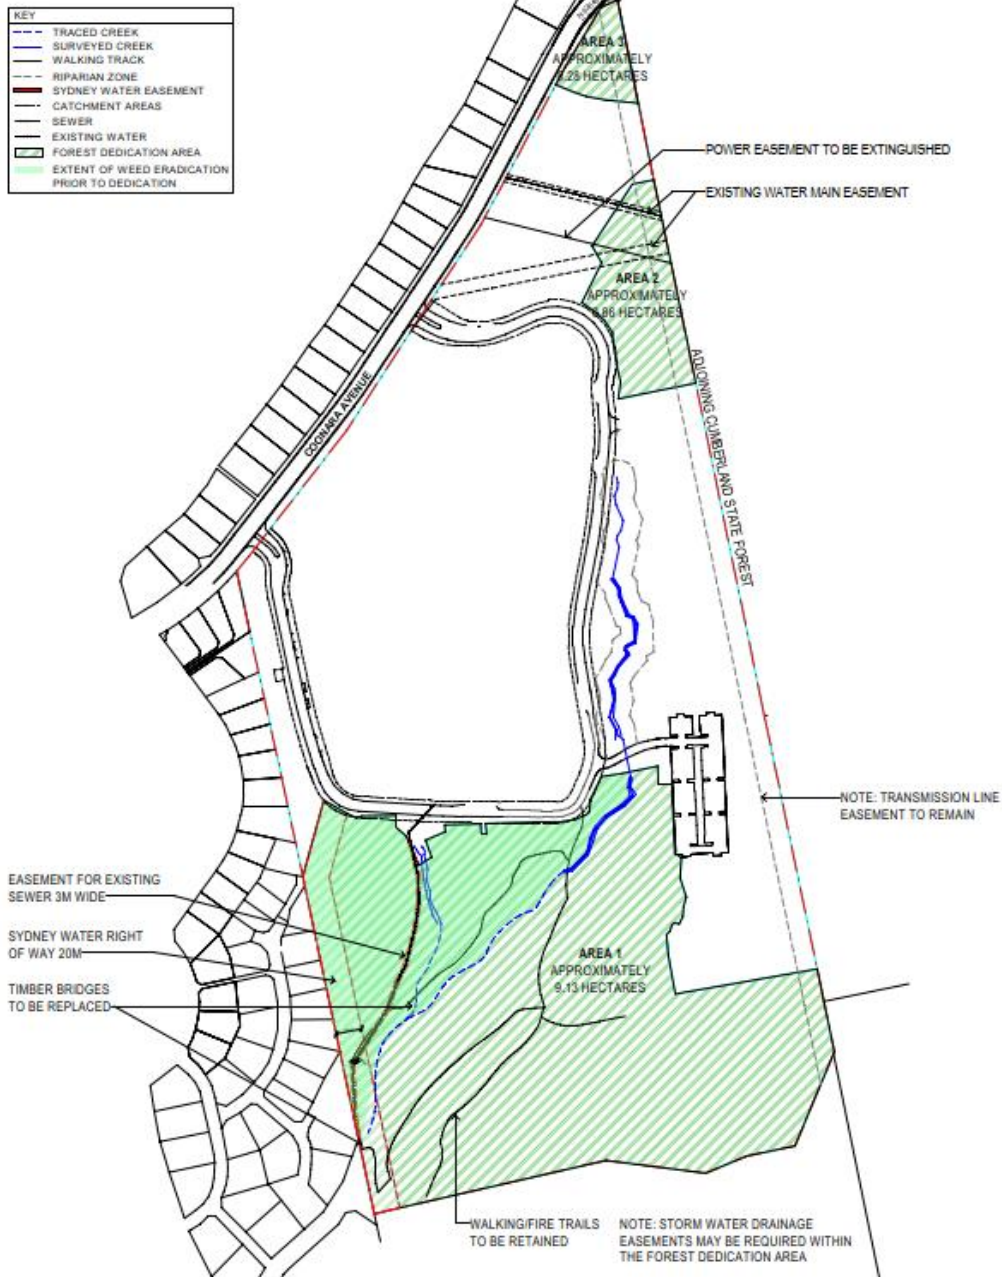 KEY
TRACED CREEK
SURVEYED CREEK
WALKING TRACK
RIPARIAN ZONE
SYDNEY WATER EASEMENT
CATCHMENT AREAS
SEWER
EXISTING WATER
FOREST DEDICATION AREA
EXTENT OF WEED ERADICATION
PRIOR TO DEDICATION
AREA 3
APPROXIMATELY
HECTARES
POWER EASEMENT TO BE EXTINGUISHED
EXISTING WATER MAIN EASEMENT
AREA 2
APPROXIMATELY
HECTARES
COONARA AVENUE
ADJOINING CUMBERLAND STATE FOREST
NOTE: TRANSMISSION LINE
EASEMENT TO REMAIN
EASEMENT FOR EXISTING
SEWER 3M WIDE
SYDNEY WATER RIGHT
OF WAY 20M
TIMBER BRIDGES
TO BE REPLACED
AREA 1
APPROXIMATELY
9.13 HECTARES
WALKING/FIRE TRAILS
TO BE RETAINED
NOTE: STORM WATER DRAINAGE
EASEMENTS MAY BE REQUIRED WITHIN
THE FOREST DEDICATION AREA